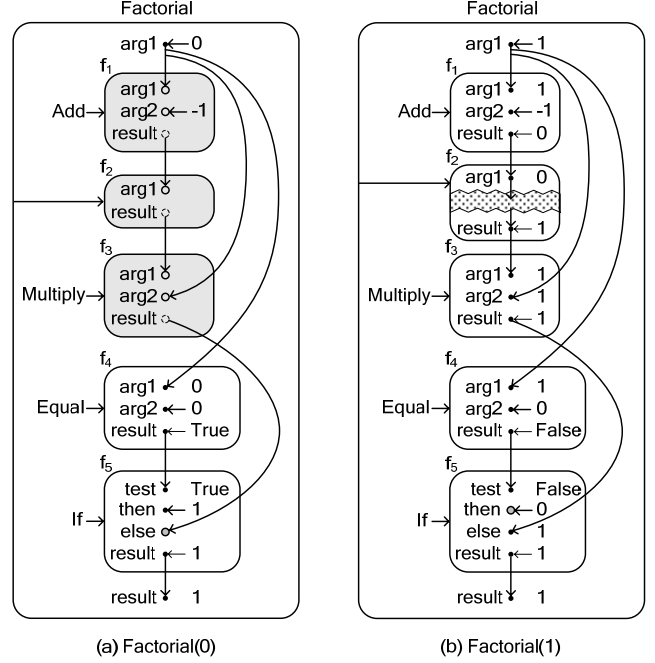 Factorial
arg1 0
f1
arg1
Add arg2 -1
result
f2
arg1
result
f3
arg1
Multiply arg2
result
f4
arg1 0
Equal arg2 0
result True
f5
test True
then 1
If else
result 1
result 1
(a) Factorial(0)
Factorial
arg1 1
f1
arg1 1
Add arg2 -1
result 0
f2
arg1 0
result 1
f3
arg1 1
Multiply arg2 1
result 1
f4
arg1 1
Equal arg2 0
result False
f5
test False
then 0
If else 1
result 1
result 1
(b) Factorial(1)